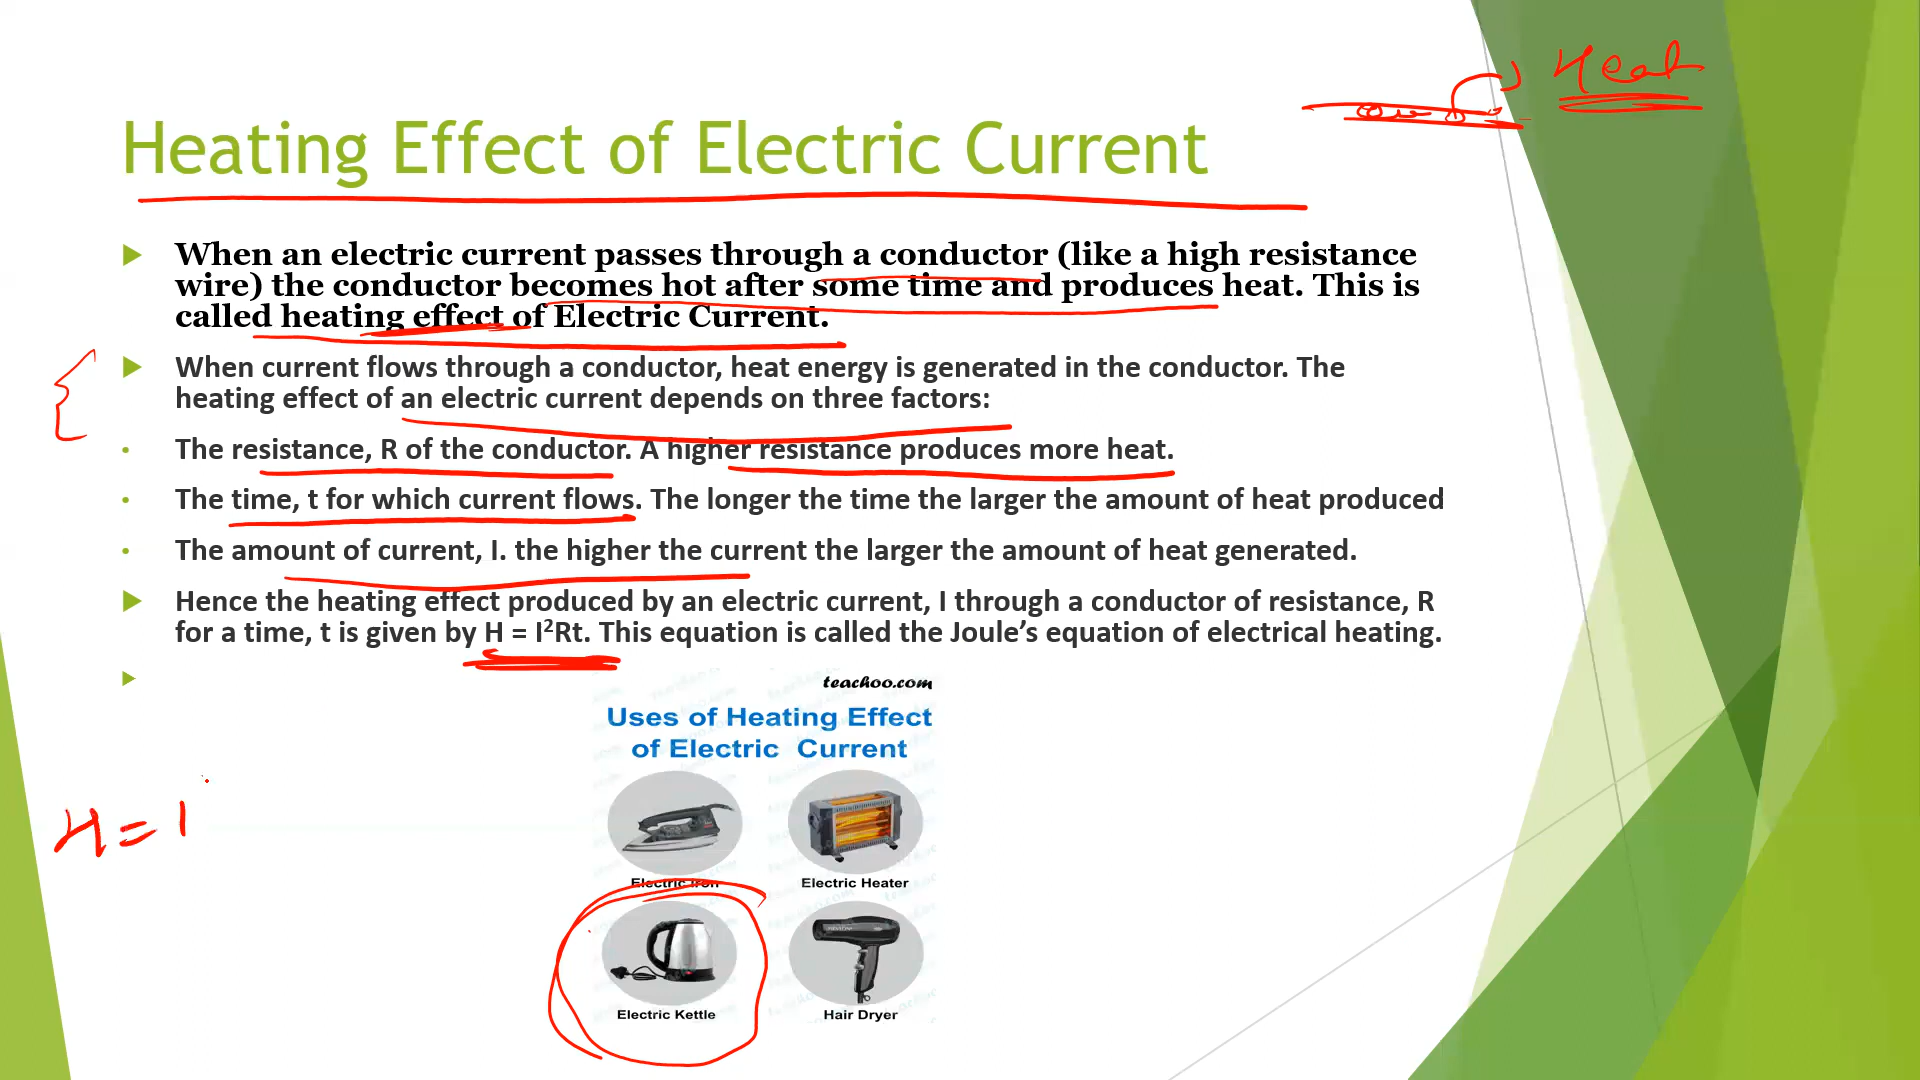 Heat
Heating Effect of Electric Current
When an electric current passes through a conductor (like a high resistance
wire) the conductor becomes hot after some time and produces heat. This is
called heating effect of Electric Current.
When current flows through a conductor, heat energy is generated in the conductor. The
heating effect of an electric current depends on three factors:
The resistance, R of the conductor. A higher resistance produces more heat.
The time, t for which current flows. The longer the time the larger the amount of heat produced
The amount of current, I. the higher the current the larger the amount of heat generated.
Hence the heating effect produced by an electric current, I through a conductor of resistance, R
for a time, t is given by H = I²Rt. This equation is called the Joule’s equation of electrical heating.
teachoo.com
Uses of Heating Effect
of Electric Current
H = I
Electric Iron
Electric Heater
Electric Kettle
Hair Dryer